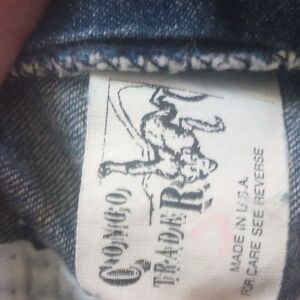 CONGO
TRADER
MADE IN U.S.A.
FOR CARE SEE REVERSE